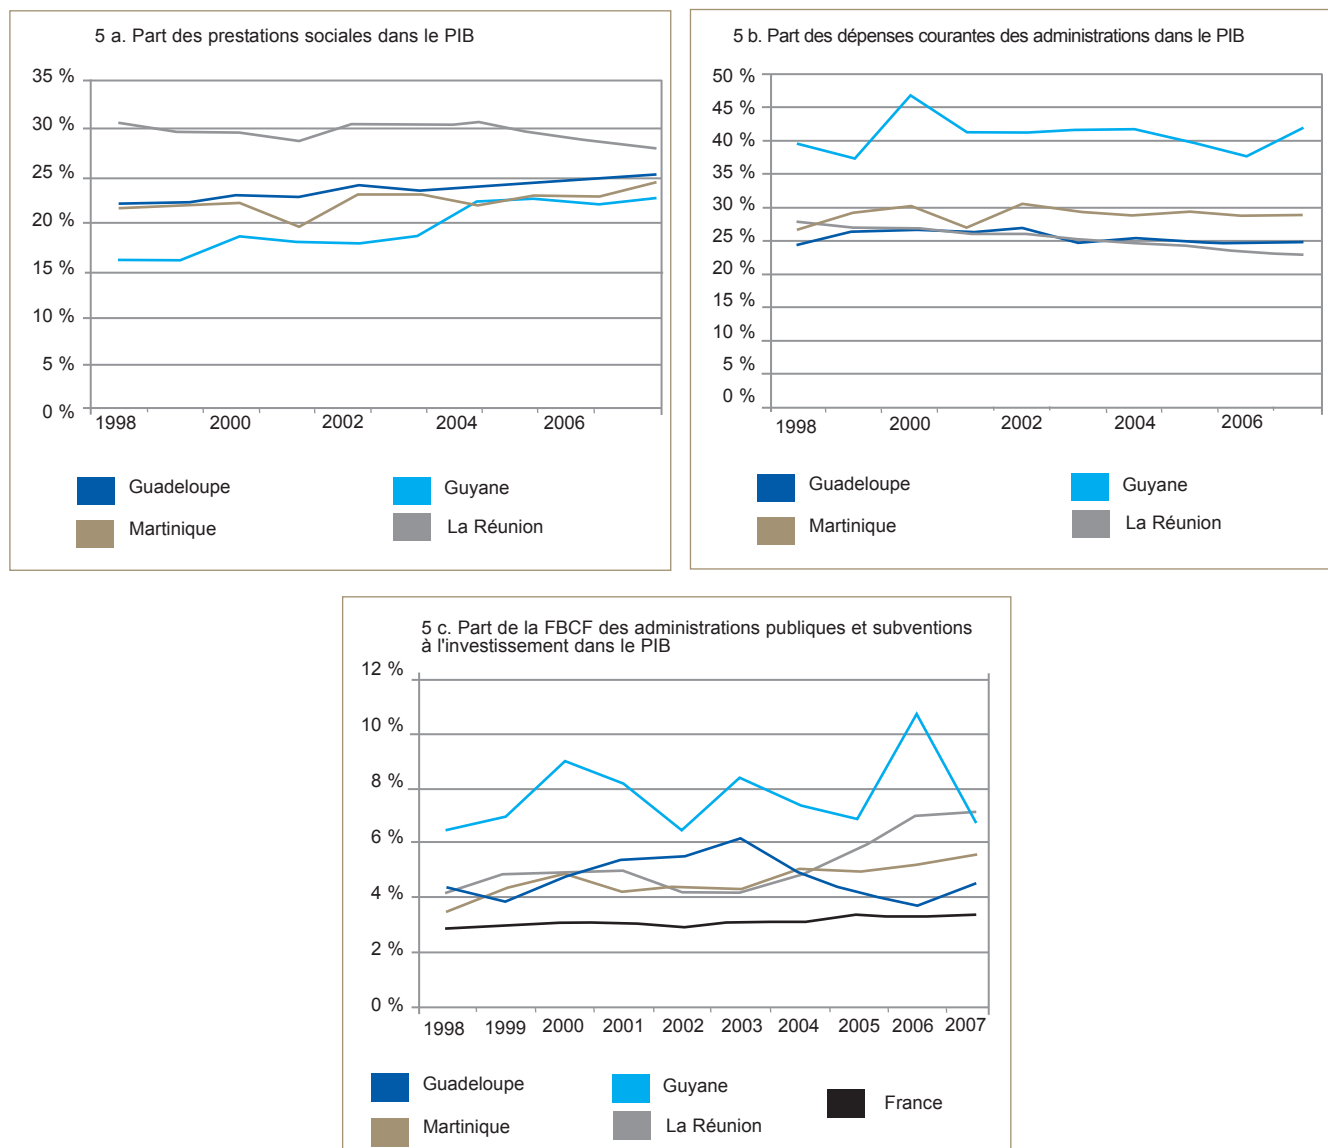 5 a. Part des prestations sociales dans le PIB
35 %
30 %
25 %
20 %
15 %
10 %
5 %
0 %
1998 2000 2002 2004 2006
Guadeloupe
Guyane
Martinique
La Réunion
5 b. Part des dépenses courantes des administrations dans le PIB
50 %
45 %
40 %
35 %
30 %
25 %
20 %
15 %
10 %
5 %
0 %
1998 2000 2002 2004 2006
Guadeloupe
Guyane
Martinique
La Réunion
5 c. Part de la FBCF des administrations publiques et subventions
à l'investissement dans le PIB
12 %
10 %
8 %
6 %
4 %
2 %
0 %
1998 1999 2000 2001 2002 2003 2004 2005 2006 2007
Guadeloupe
Guyane
France
Martinique
La Réunion